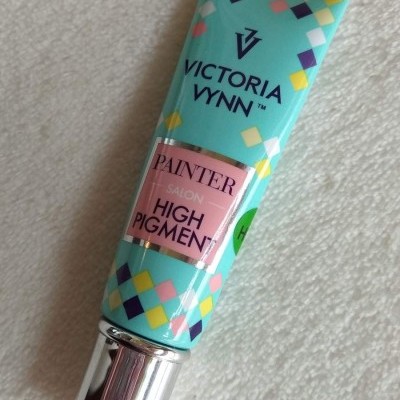 VICTORIA
VYNN™
PAINTER
SALON
HIGH
PIGMENT
H